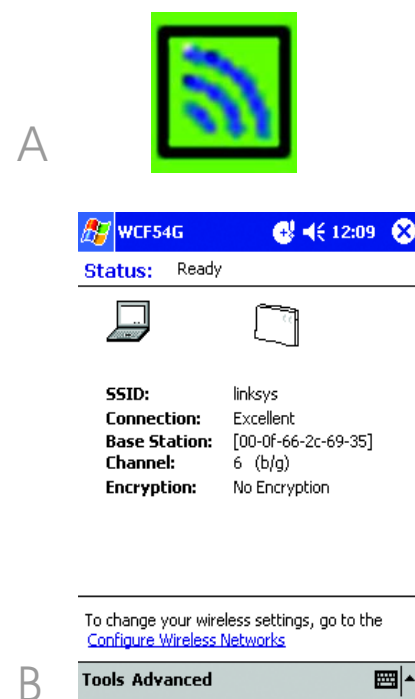 A
WCF54G 12:09
Status: Ready
SSID: linksys
Connection: Excellent
Base Station: [00-0f-66-2c-69-35]
Channel: 6 (b/g)
Encryption: No Encryption
To change your wireless settings, go to the
Configure Wireless Networks
Tools Advanced
B